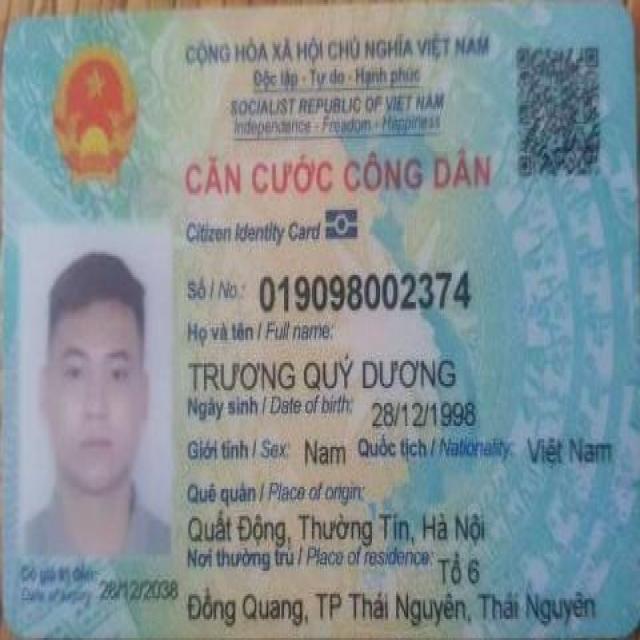 CỘNG HÒA XÃ HỘI CHỦ NGHĨA VIỆT NAM
Độc lập - Tự do - Hạnh phúc
SOCIALIST REPUBLIC OF VIET NAM
Independence - Freedom - Happiness
CĂN CƯỚC CÔNG DÂN
Citizen Identity Card
Số / No.: 019098002374
Họ và tên / Full name:
TRƯƠNG QUÝ DƯƠNG
Ngày sinh / Date of birth: 28/12/1998
Giới tính / Sex: Nam Quốc tịch / Nationality: Việt Nam
Quê quán / Place of origin:
Quất Động, Thường Tín, Hà Nội
Nơi thường trú / Place of residence: Tổ 6
Đồng Quang, TP Thái Nguyên, Thái Nguyên
Có giá trị đến:
Date of expiry 28/12/2038